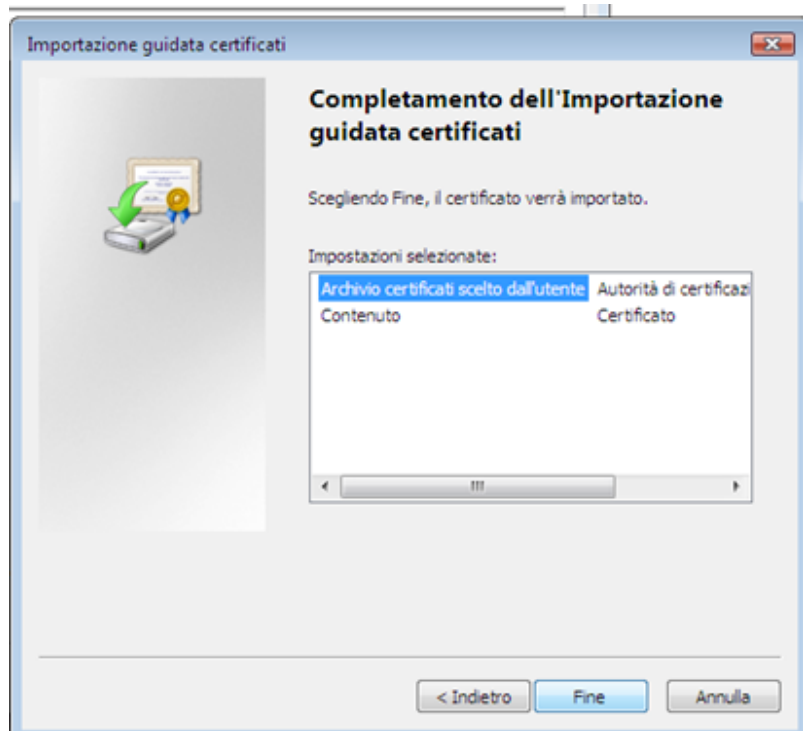 Importazione guidata certificati
Completamento dell'Importazione
guidata certificati
Scegliendo Fine, il certificato verrà importato.
Impostazioni selezionate:
Archivio certificati scelto dall'utente Autorità di certificazi
Contenuto Certificato
< Indietro Fine Annulla